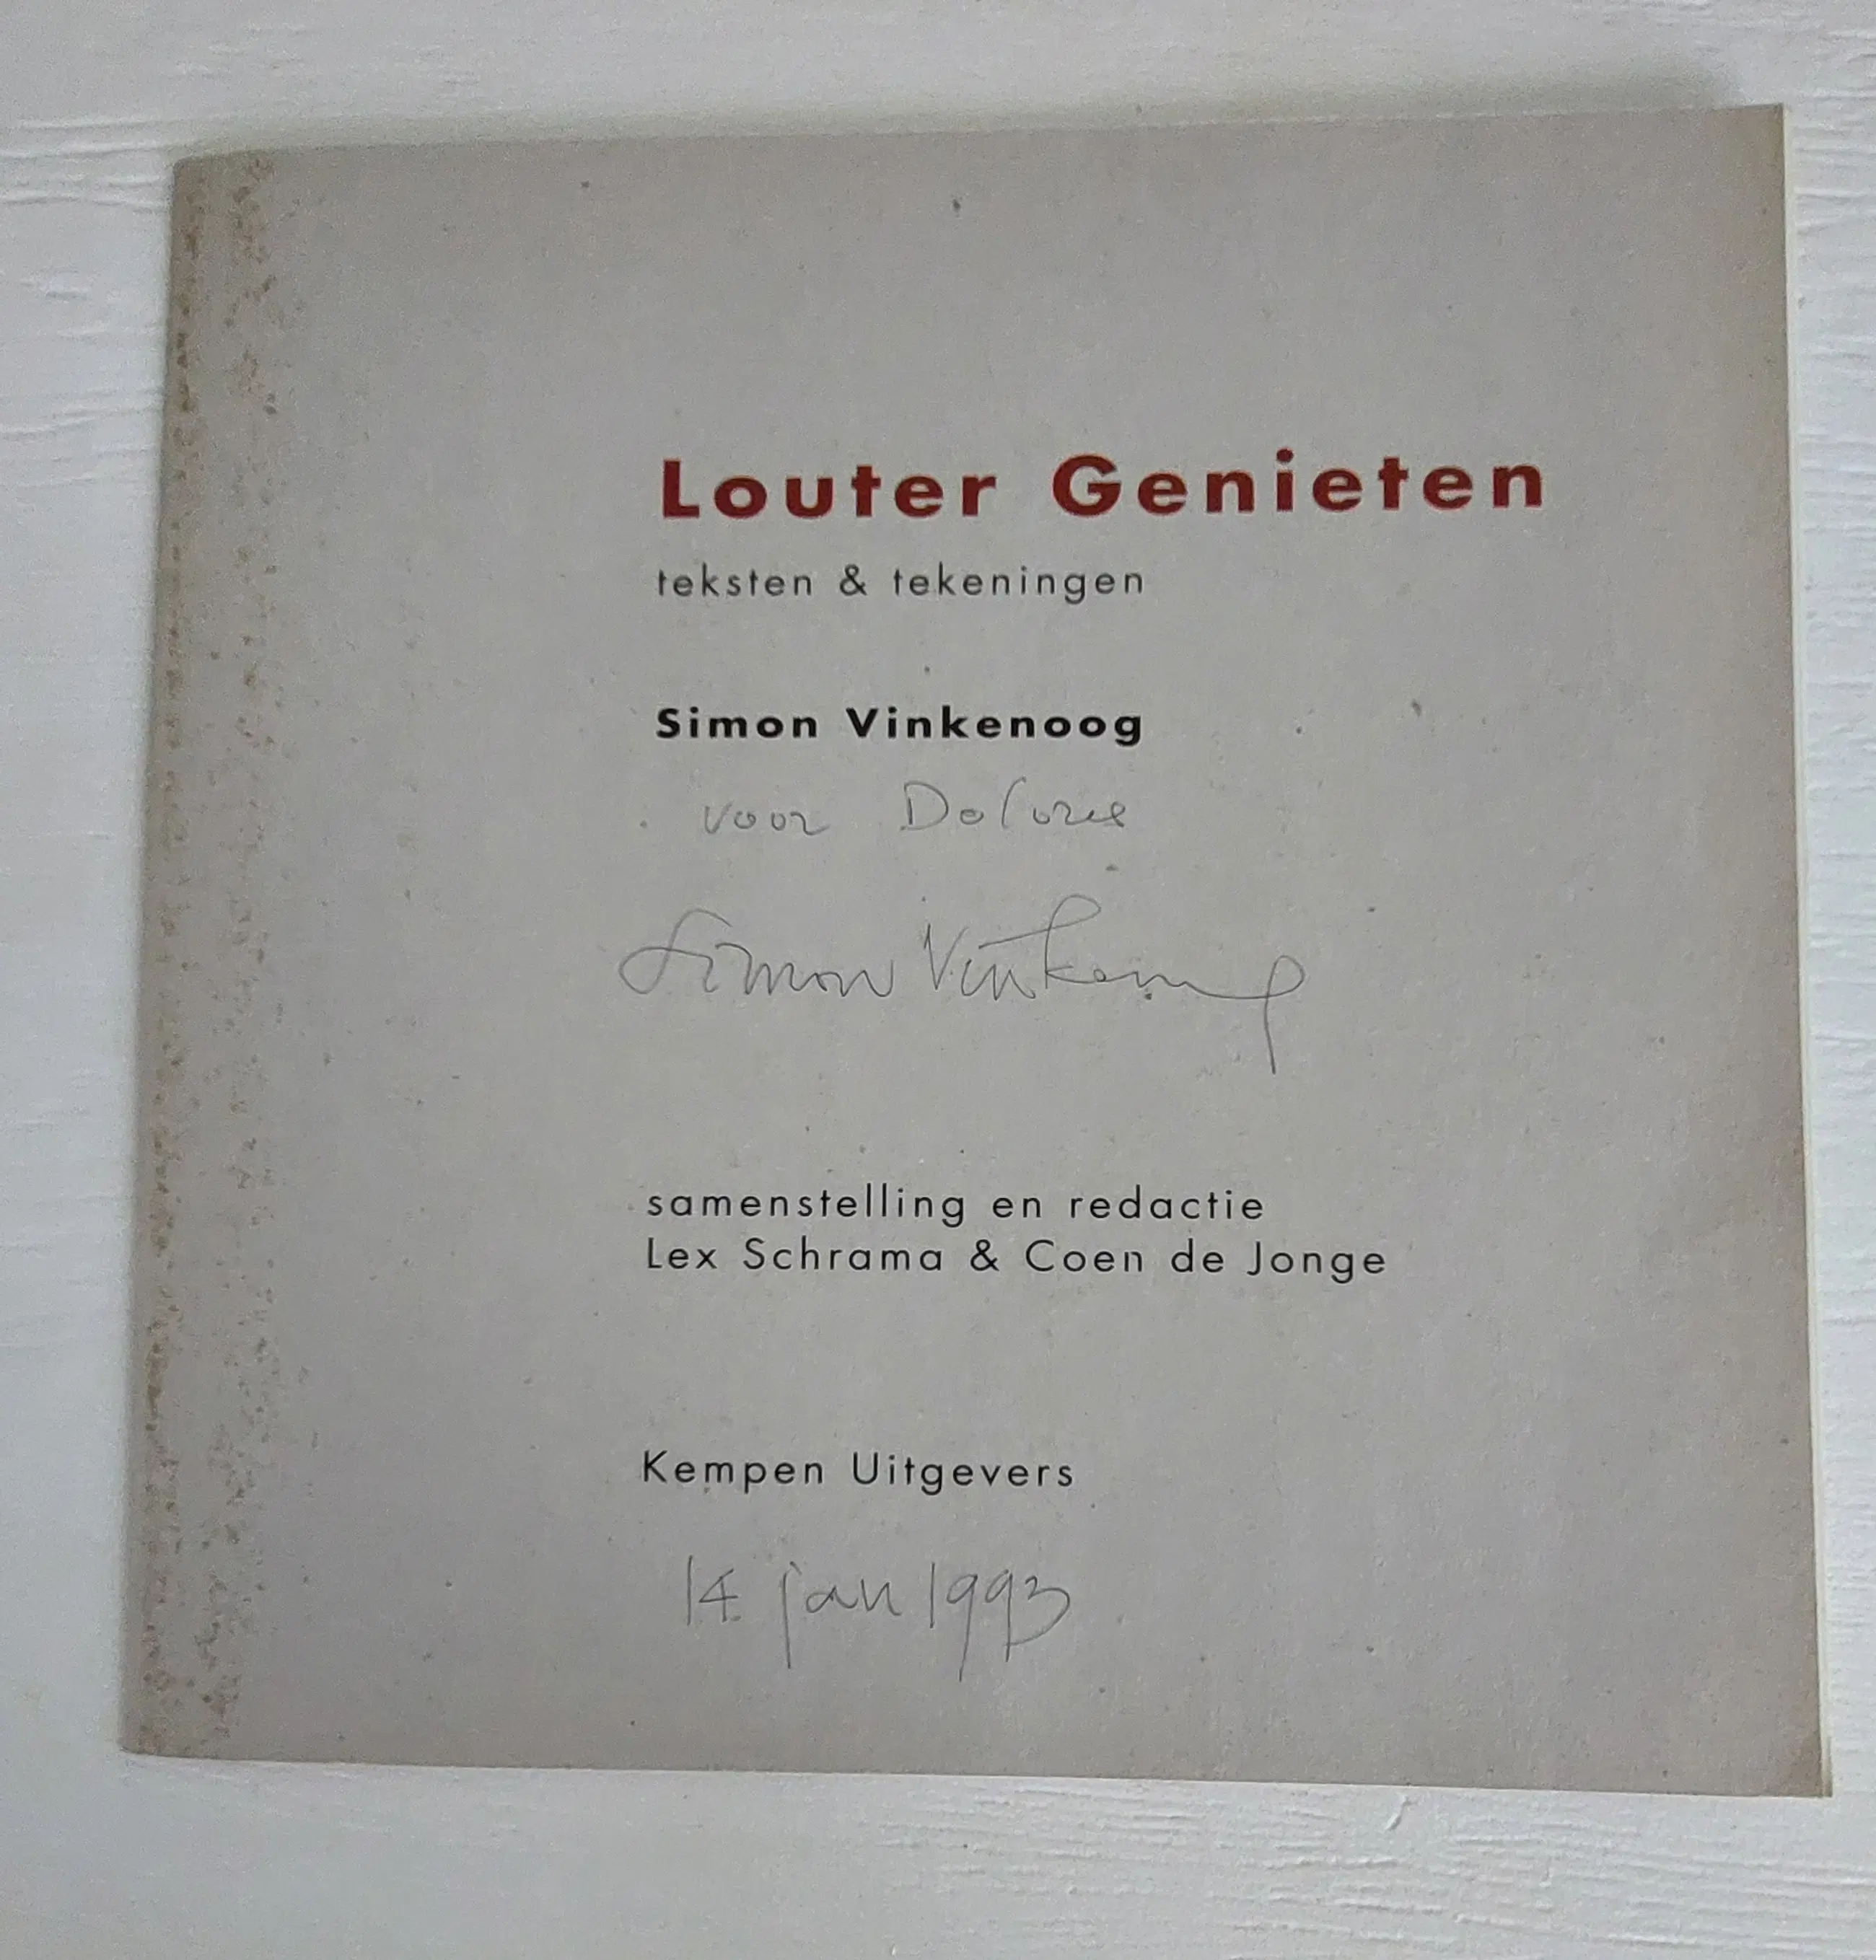 Louter Genieten
teksten & tekeningen
Simon Vinkenoog
voor Dolores
Simon Vinkenoog
samenstelling en redactie
Lex Schrama & Coen de Jonge
Kempen Uitgevers
14 jan 1993